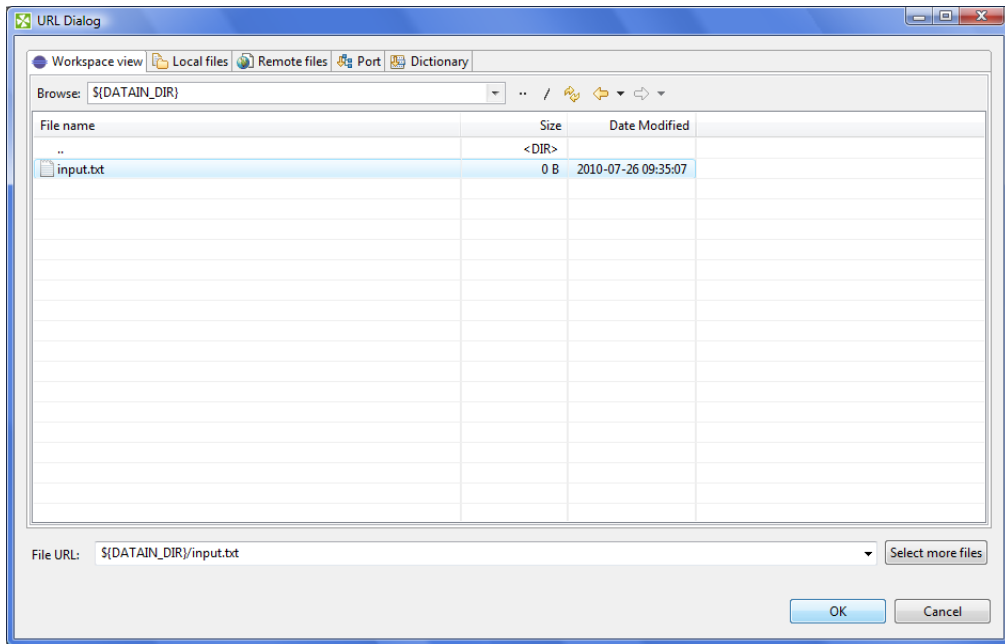 URL Dialog
Workspace view Local files Remote files Port Dictionary
Browse: ${DATAIN_DIR} .. /
File name Size Date Modified
.. <DIR>
input.txt 0 B 2010-07-26 09:35:07
File URL: ${DATAIN_DIR}/input.txt Select more files
OK Cancel